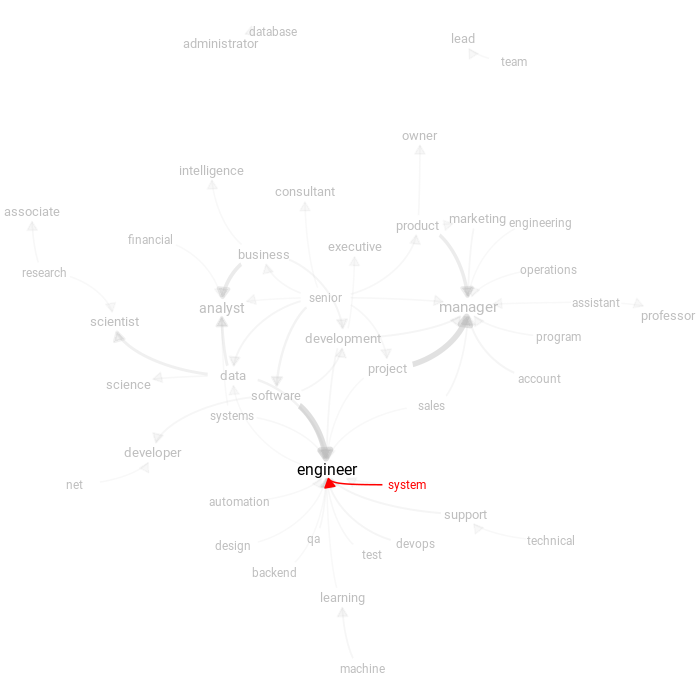 database
administrator
lead
team
owner
intelligence
consultant
associate
product
marketing
engineering
financial
executive
business
research
operations
senior
analyst
manager
assistant
professor
scientist
development
program
project
data
account
science
software
sales
systems
developer
engineer
net
system
automation
support
qa
technical
design
devops
test
backend
learning
machine